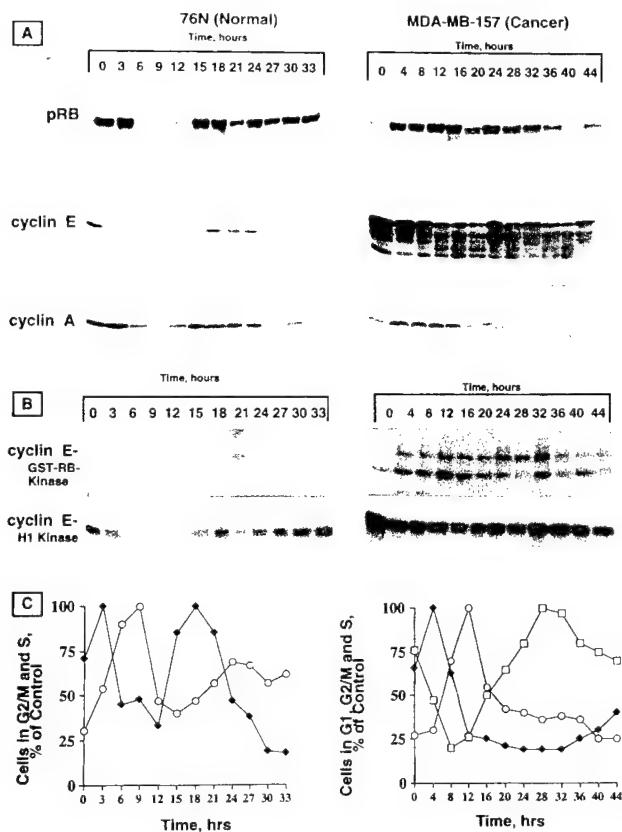 A
76N (Normal)
Time, hours
0 3 6 9 12 15 18 21 24 27 30 33
MDA-MB-157 (Cancer)
Time, hours
0 4 8 12 16 20 24 28 32 36 40 44
pRB
cyclin E
cyclin A
B
Time, hours
0 3 6 9 12 15 18 21 24 27 30 33
Time, hours
0 4 8 12 16 20 24 28 32 36 40 44
cyclin E-
GST-RB-
Kinase
cyclin E-
H1 Kinase
C
Cells in G2/M and S,
% of Control
100
75
50
25
0
0 3 6 9 12 15 18 21 24 27 30 33
Time, hrs
Cells in G1, G2/M and S,
% of Control
100
75
50
25
0
0 4 8 12 16 20 24 28 32 36 40 44
Time, hrs